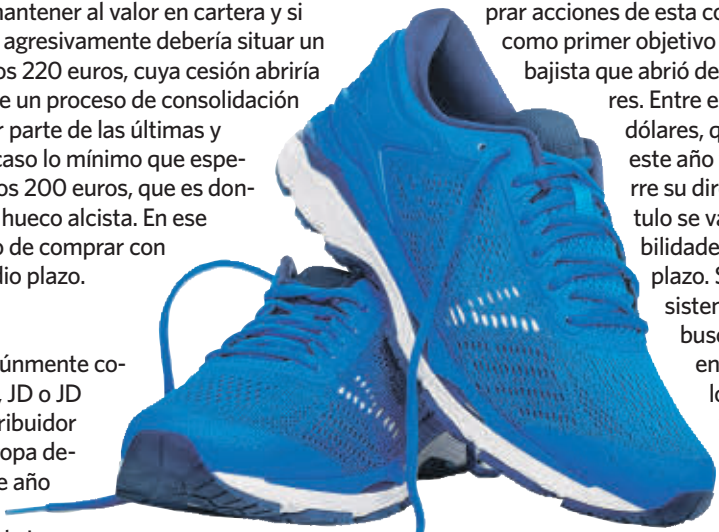 mantener al valor en cartera y si
agresivamente debería situar un
os 220 euros, cuya cesión abriría
e un proceso de consolidación
r parte de las últimas y
caso lo mínimo que espe-
os 200 euros, que es don-
hueco alcista. En ese
o de comprar con
dio plazo.
únmente co-
, JD o JD
ribuidor
opa de-
e año
prar acciones de esta co
como primer objetivo
bajista que abrió de
res. Entre e
dólares, q
este año
rre su dir
tulo se va
bilidade
plazo. S
sisten
busc
en
lo